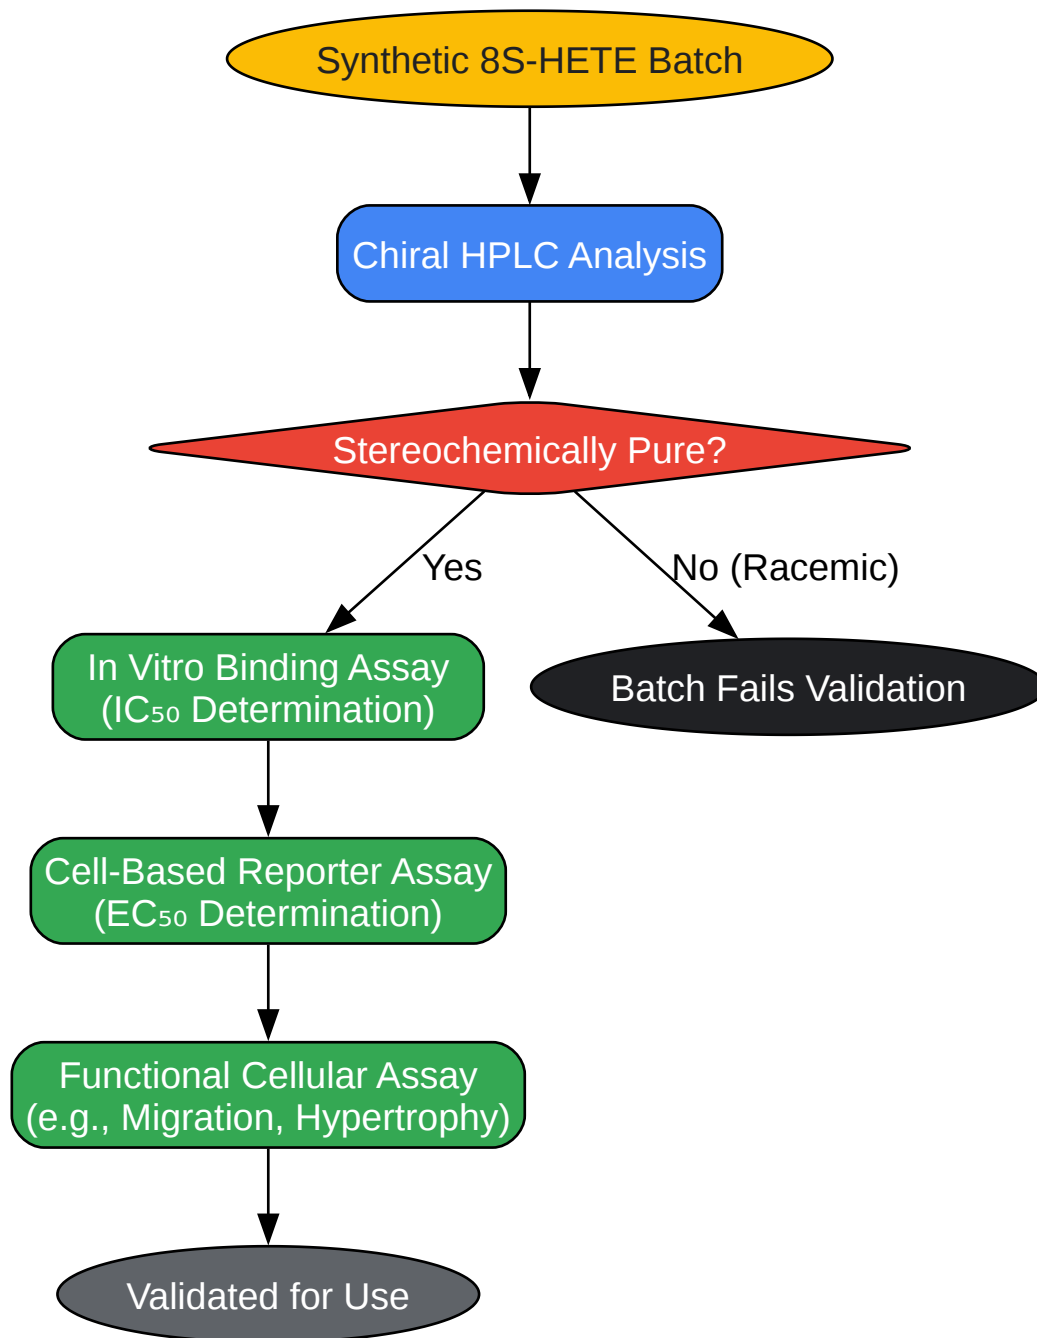 Synthetic 8S-HETE Batch
Chiral HPLC Analysis
Stereochemically Pure?
Yes
No (Racemic)
In Vitro Binding Assay
(IC₅₀ Determination)
Batch Fails Validation
Cell-Based Reporter Assay
(EC₅₀ Determination)
Functional Cellular Assay
(e.g., Migration, Hypertrophy)
Validated for Use